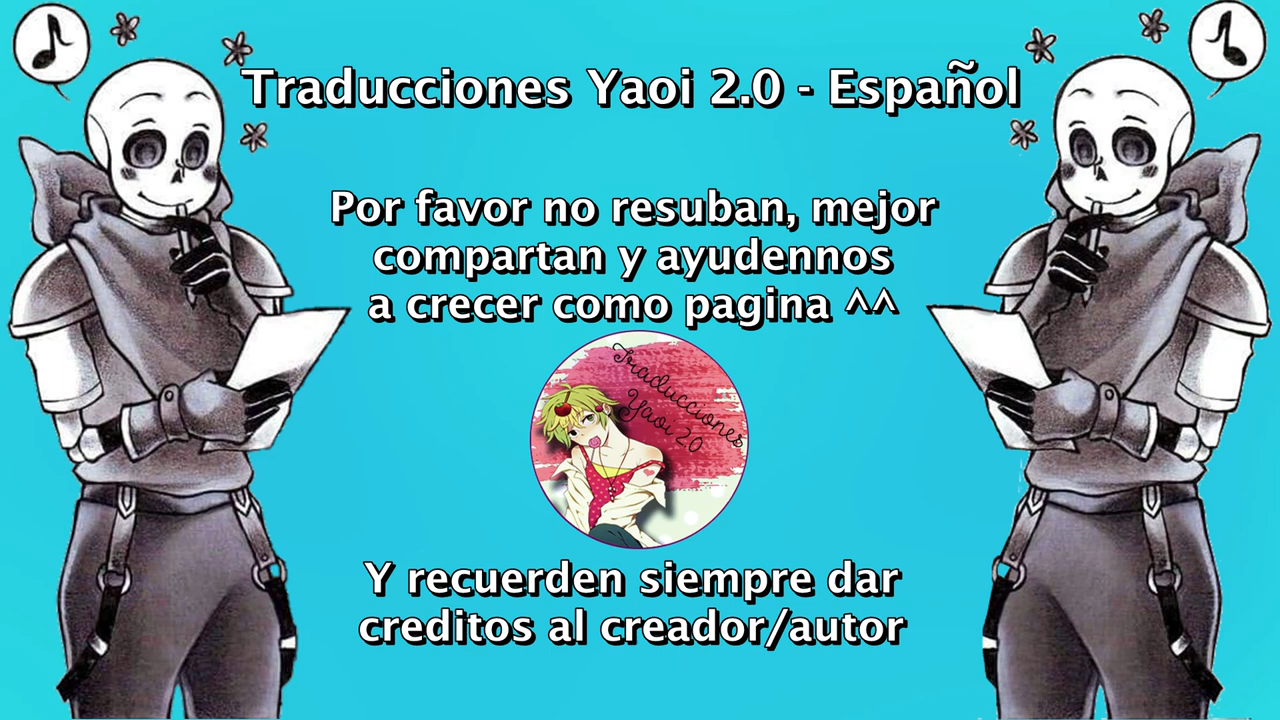 Traducciones Yaoi 2.0 - Español
Por favor no resuban, mejor
compartan y ayudennos
a crecer como pagina ^^
Traducciones
Yaoi 2.0
Y recuerden siempre dar
creditos al creador/autor